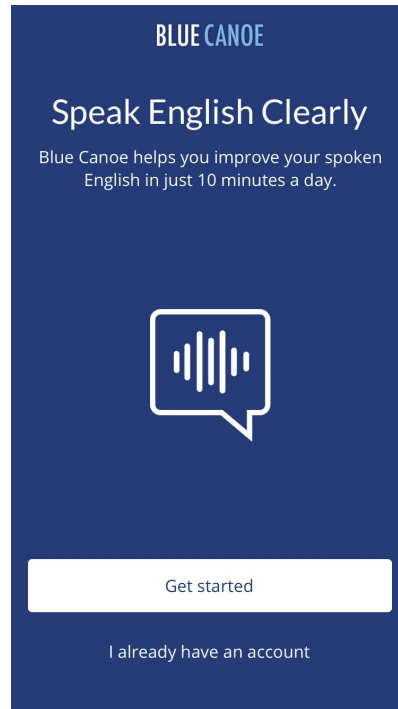 BLUE CANOE
Speak English Clearly
Blue Canoe helps you improve your spoken
English in just 10 minutes a day.
Get started
I already have an account